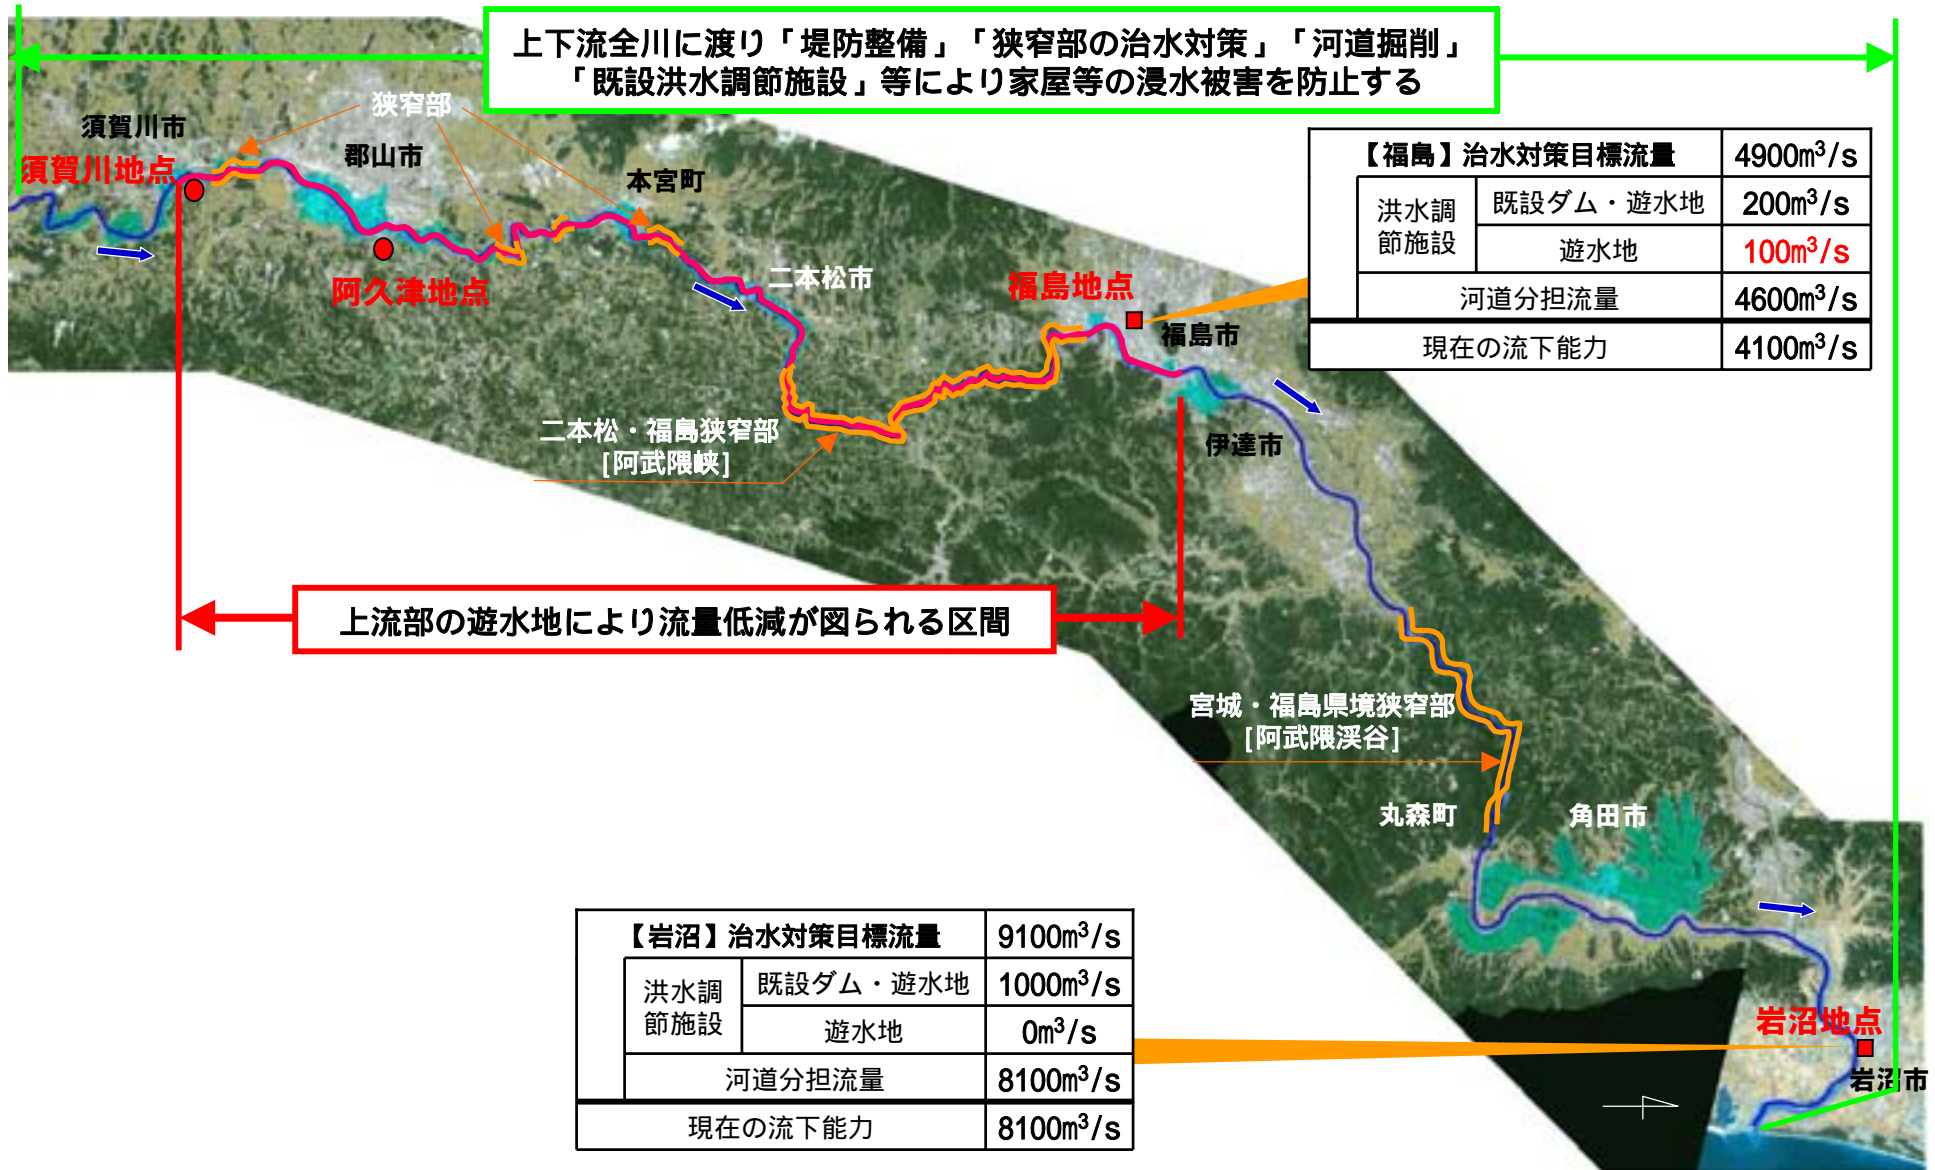 上下流全川に渡り「堤防整備」「狭窄部の治水対策」「河道掘削」
「既設洪水調節施設」等により家屋等の浸水被害を防止する
狭窄部
須賀川市
須賀川地点
郡山市
阿久津地点
本宮町
二本松市
福島地点
福島市
伊達市
【福島】治水対策目標流量 4900m³/s
洪水調節施設 既設ダム・遊水地 200m³/s
遊水地 100m³/s
河道分担流量 4600m³/s
現在の流下能力 4100m³/s
二本松・福島狭窄部
[阿武隈峡]
上流部の遊水地により流量低減が図られる区間
宮城・福島県境狭窄部
[阿武隈渓谷]
丸森町
角田市
【岩沼】治水対策目標流量 9100m³/s
洪水調節施設 既設ダム・遊水地 1000m³/s
遊水地 0m³/s
河道分担流量 8100m³/s
現在の流下能力 8100m³/s
岩沼地点
岩沼市